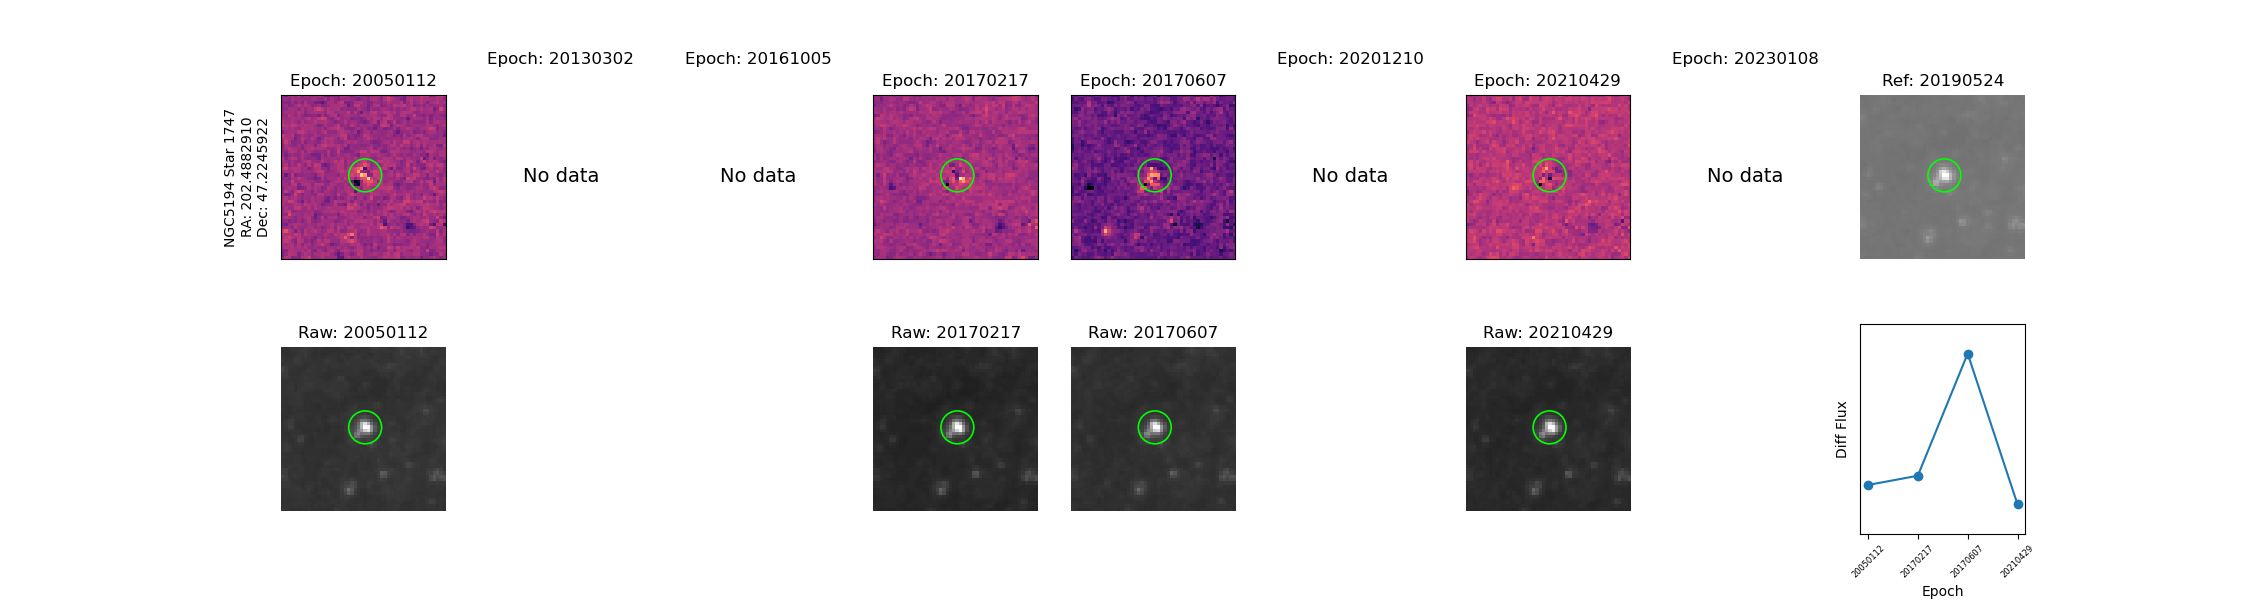 NGC5194 Star 1747
RA: 202.4882910
Dec: 47.2245922
Epoch: 20050112
Epoch: 20130302
No data
Epoch: 20161005
No data
Epoch: 20170217
Epoch: 20170607
Epoch: 20201210
No data
Epoch: 20210429
Epoch: 20230108
No data
Ref: 20190524
Raw: 20050112
Raw: 20170217
Raw: 20170607
Raw: 20210429
Diff Flux
20050112
20170217
20170607
20210429
Epoch